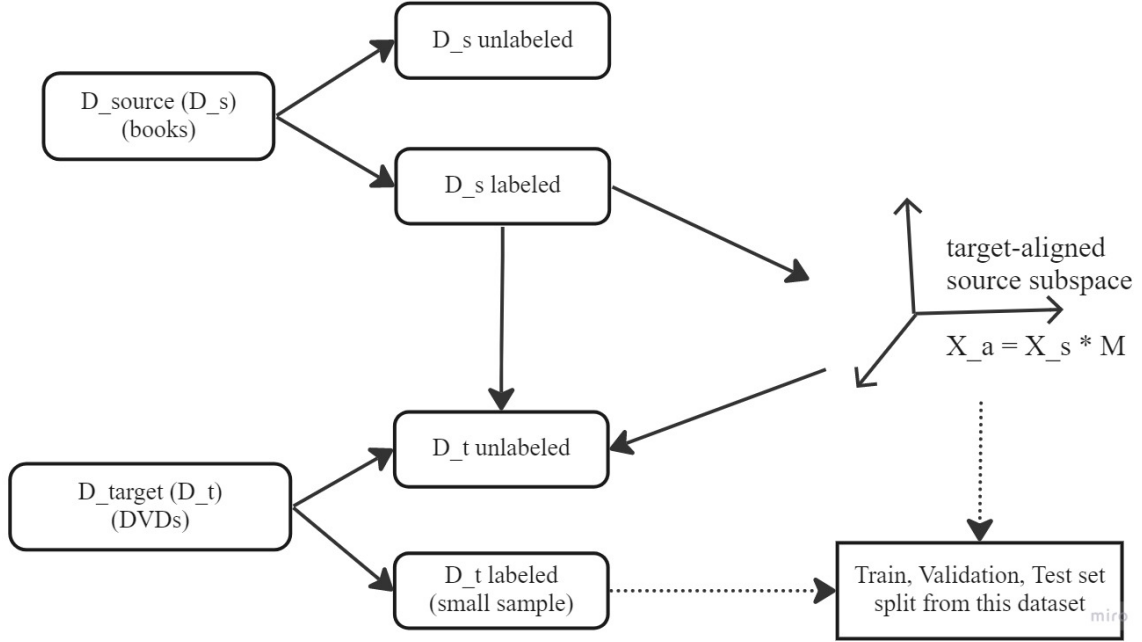 D_s unlabeled
D_source (D_s)
(books)
D_s labeled
target-aligned
source subspace
X_a = X_s * M
D_t unlabeled
D_target (D_t)
(DVDs)
D_t labeled
(small sample)
Train, Validation, Test set
split from this dataset
miro